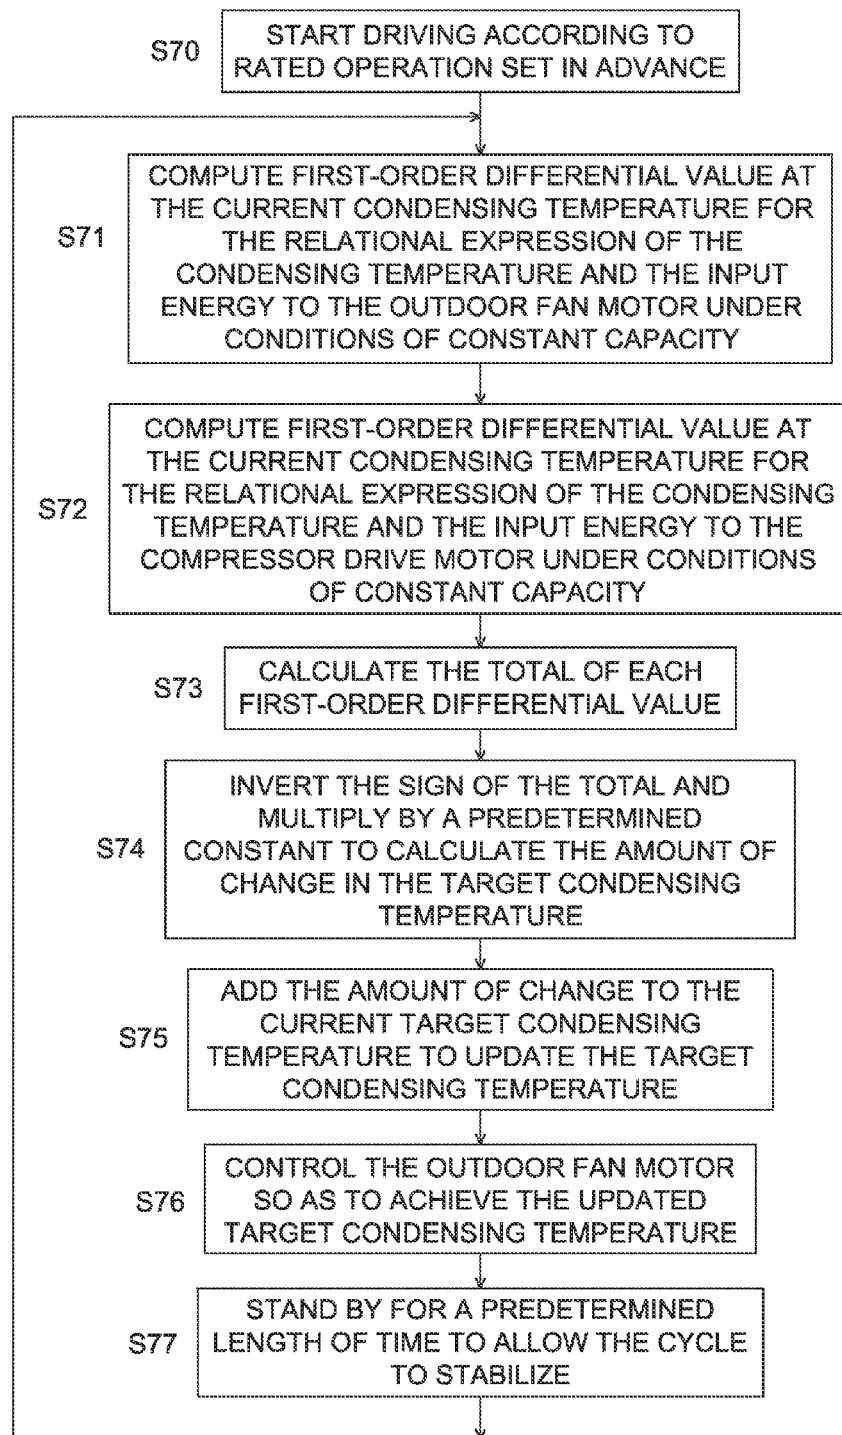 S70
START DRIVING ACCORDING TO
RATED OPERATION SET IN ADVANCE
S71
COMPUTE FIRST-ORDER DIFFERENTIAL VALUE AT
THE CURRENT CONDENSING TEMPERATURE FOR
THE RELATIONAL EXPRESSION OF THE
CONDENSING TEMPERATURE AND THE INPUT
ENERGY TO THE OUTDOOR FAN MOTOR UNDER
CONDITIONS OF CONSTANT CAPACITY
S72
COMPUTE FIRST-ORDER DIFFERENTIAL VALUE AT
THE CURRENT CONDENSING TEMPERATURE FOR
THE RELATIONAL EXPRESSION OF THE CONDENSING
TEMPERATURE AND THE INPUT ENERGY TO THE
COMPRESSOR DRIVE MOTOR UNDER CONDITIONS
OF CONSTANT CAPACITY
S73
CALCULATE THE TOTAL OF EACH
FIRST-ORDER DIFFERENTIAL VALUE
S74
INVERT THE SIGN OF THE TOTAL AND
MULTIPLY BY A PREDETERMINED
CONSTANT TO CALCULATE THE AMOUNT OF
CHANGE IN THE TARGET CONDENSING
TEMPERATURE
S75
ADD THE AMOUNT OF CHANGE TO THE
CURRENT TARGET CONDENSING
TEMPERATURE TO UPDATE THE TARGET
CONDENSING TEMPERATURE
S76
CONTROL THE OUTDOOR FAN MOTOR
SO AS TO ACHIEVE THE UPDATED
TARGET CONDENSING TEMPERATURE
S77
STAND BY FOR A PREDETERMINED
LENGTH OF TIME TO ALLOW THE CYCLE
TO STABILIZE